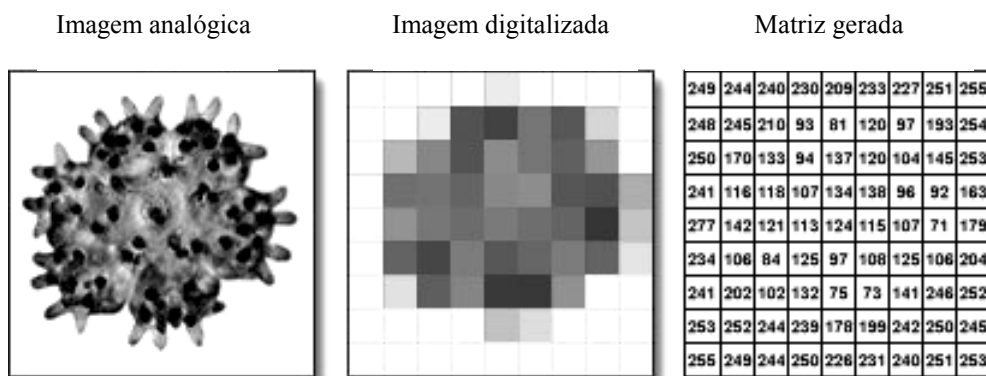 Imagem analógica Imagem digitalizada Matriz gerada
249 244 240 230 209 233 227 251 255
248 245 210 93 81 120 97 193 254
250 170 133 94 137 120 104 145 253
241 116 118 107 134 138 96 92 163
277 142 121 113 124 115 107 71 179
234 106 84 125 97 108 125 106 204
241 202 102 132 75 73 141 246 252
253 252 244 239 178 199 242 250 245
255 249 244 250 226 231 240 251 253